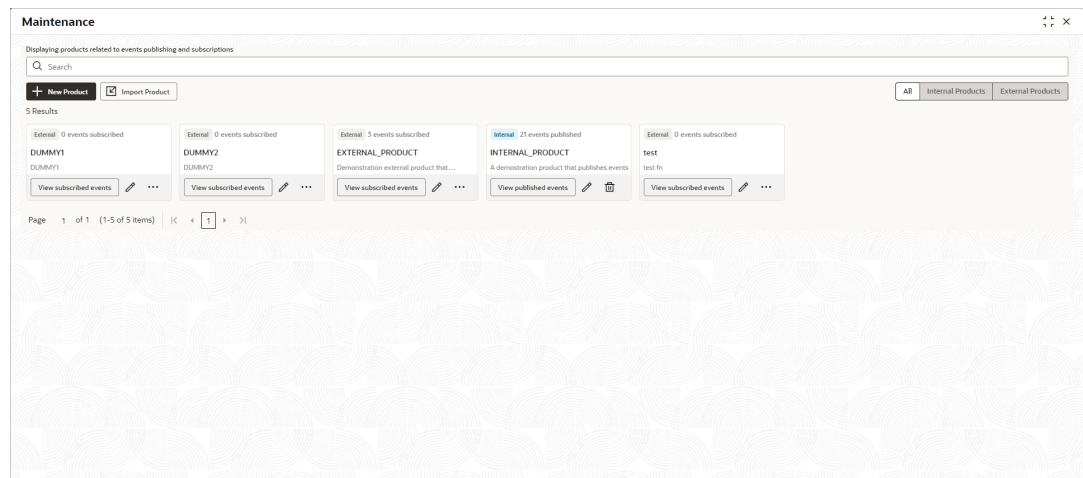 Maintenance
Displaying products related to events publishing and subscriptions
Search
New Product Import Product All Internal Products External Products
5 Results
External 0 events subscribed
DUMMY1
DUMMY1
View subscribed events
External 0 events subscribed
DUMMY2
DUMMY2
View subscribed events
External 3 events subscribed
EXTERNAL_PRODUCT
Demonstration external product that...
View subscribed events
Internal 21 events published
INTERNAL_PRODUCT
A demostration product that publishes events
View published events
External 0 events subscribed
test
test fn
View subscribed events
Page 1 of 1 (1-5 of 5 items) 1